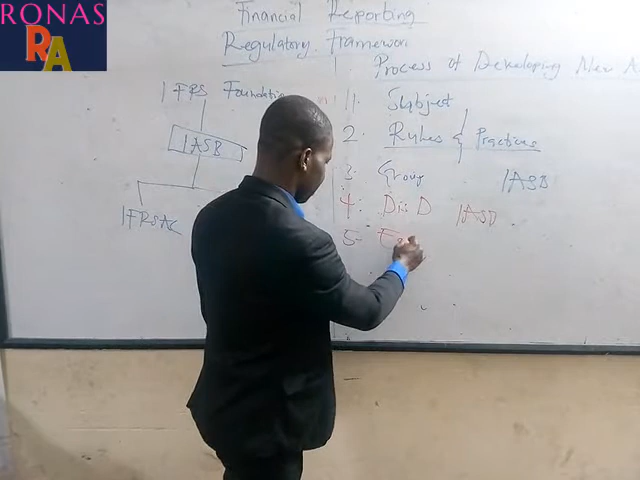 RONAS
RA
Financial Reporting
Regulatory Framework
IFRS Foundation
IASB
IFRSAC
Process of Developing New A
1. Subject
2. Rules & Practices
3. Group IASB
4. Dis D IASB
5. E